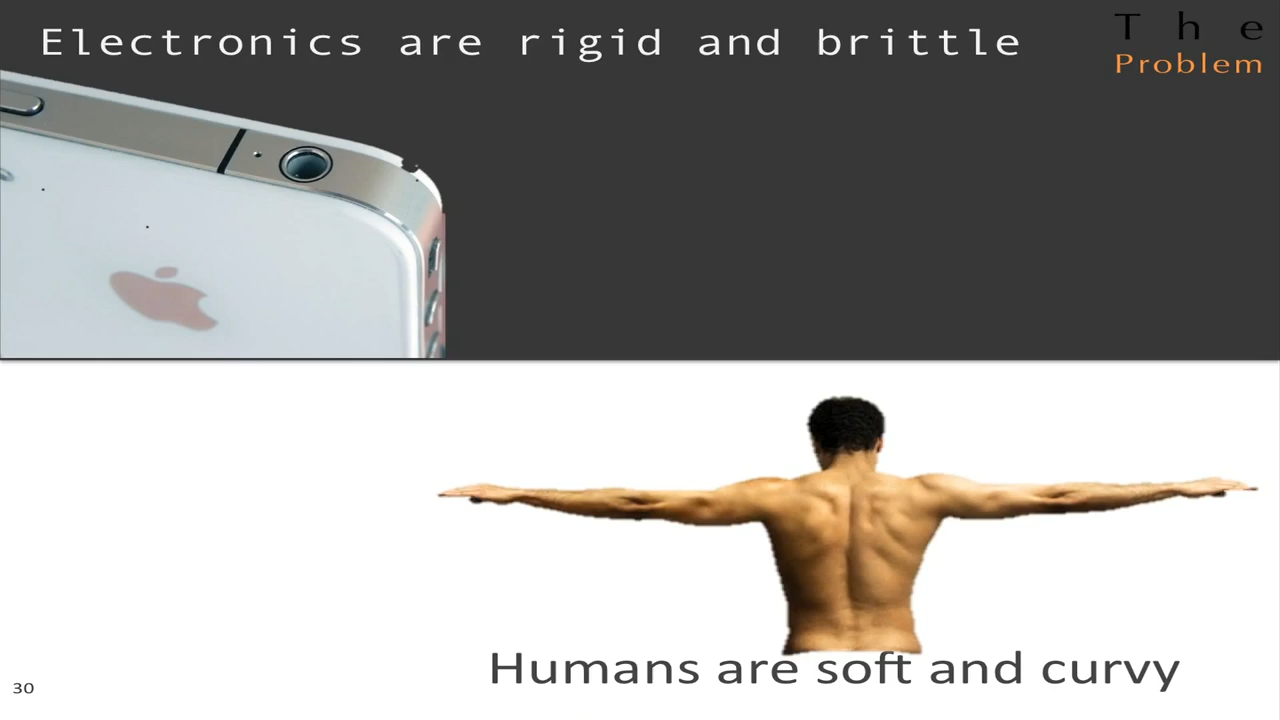 Electronics are rigid and brittle
The
Problem
Humans are soft and curvy
30